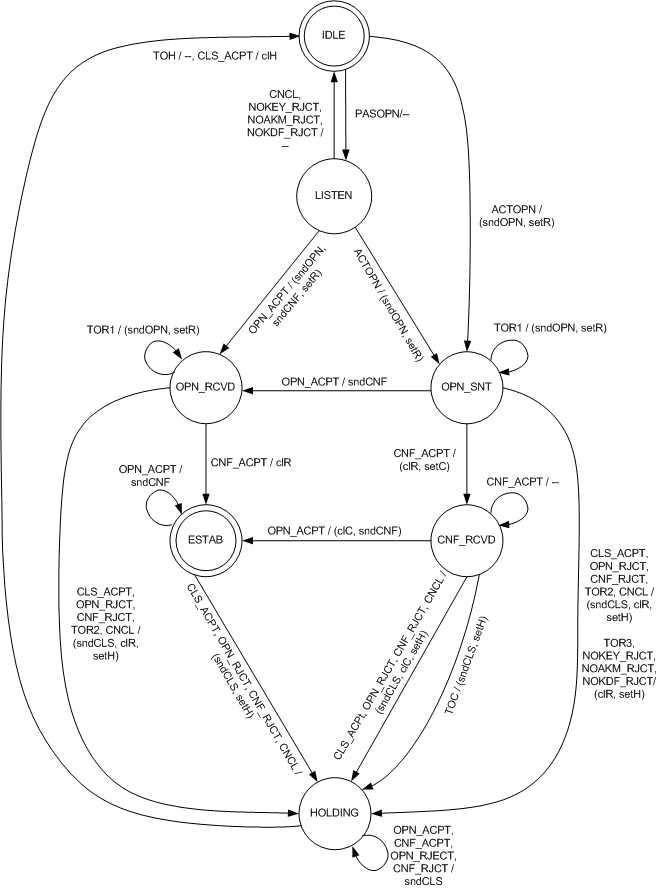 IDLE
TOH / --, CLS_ACPT / clH
CNCL,
NOKEY_RJCT,
NOAKM_RJCT,
NOKDF_RJCT /
--
PASOPN/--
LISTEN
ACTOPN /
(sndOPN, setR)
OPN_ACPT / (sndOPN,
sndCNF, setR)
ACTOPN / (sndOPN, setR)
TOR1 / (sndOPN, setR)
TOR1 / (sndOPN, setR)
OPN_RCVD
OPN_ACPT / sndCNF
OPN_SNT
CNF_ACPT / clR
CNF_ACPT /
(clR, setC)
OPN_ACPT /
sndCNF
CNF_ACPT / --
ESTAB
OPN_ACPT / (clC, sndCNF)
CNF_RCVD
CLS_ACPT,
OPN_RJCT,
CNF_RJCT,
TOR2, CNCL /
(sndCLS, clR,
setH)
CLS_ACPT, OPN_RJCT, CNF_RJCT, CNCL /
(sndCLS, setH)
CLS_ACPt, OPN_RJCT, CNF_RJCT, CNCL /
(sndCLS, clC, setH)
TOC / (sndCLS, setH)
CLS_ACPT,
OPN_RJCT,
CNF_RJCT,
TOR2, CNCL /
(sndCLS, clR,
setH)
TOR3,
NOKEY_RJCT,
NOAKM_RJCT,
NOKDF_RJCT/
(clR, setH)
HOLDING
OPN_ACPT,
CNF_ACPT,
OPN_RJECT,
CNF_RJCT /
sndCLS